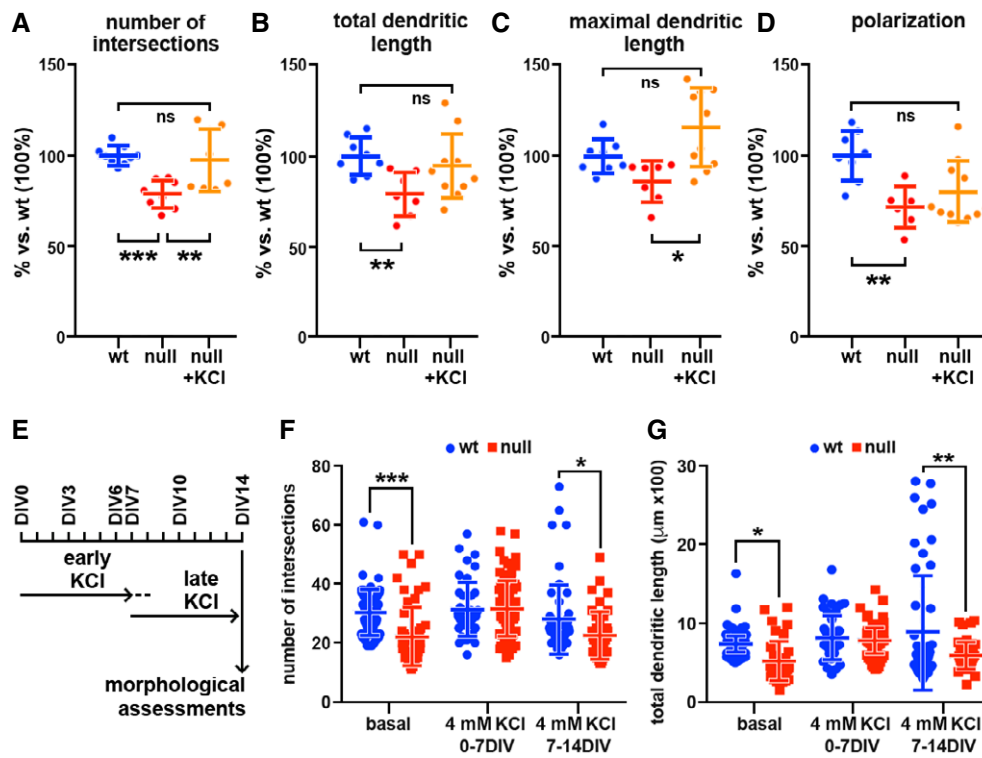 A
number of
intersections
% vs. wt (100%)
150
100
50
0
ns
***
**
wt
null
null
+KCl
B
total dendritic
length
% vs. wt (100%)
150
100
50
0
ns
**
wt
null
null
+KCl
C
maximal dendritic
length
% vs. wt (100%)
150
100
50
0
ns
*
wt
null
null
+KCl
D
polarization
% vs. wt (100%)
150
100
50
0
ns
**
wt
null
null
+KCl
E
DIV0
DIV3
DIV6
DIV7
DIV10
DIV14
early
KCl
late
KCl
morphological
assessments
F
wt
null
number of intersections
80
60
40
20
0
***
*
basal
4 mM KCl
0-7DIV
4 mM KCl
7-14DIV
G
wt
null
total dendritic length (μm x100)
30
20
10
0
*
**
basal
4 mM KCl
0-7DIV
4 mM KCl
7-14DIV